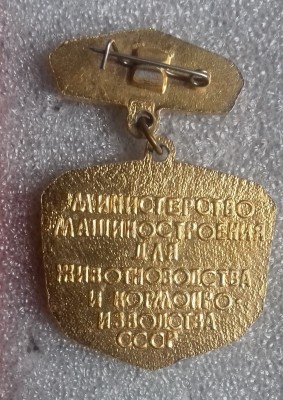 МИНИСТЕРСТВО
МАШИНОСТРОЕНИЯ
ДЛЯ
ЖИВОТНОВОДСТВА
И КОРМОПРО-
ИЗВОДСТВА
СССР